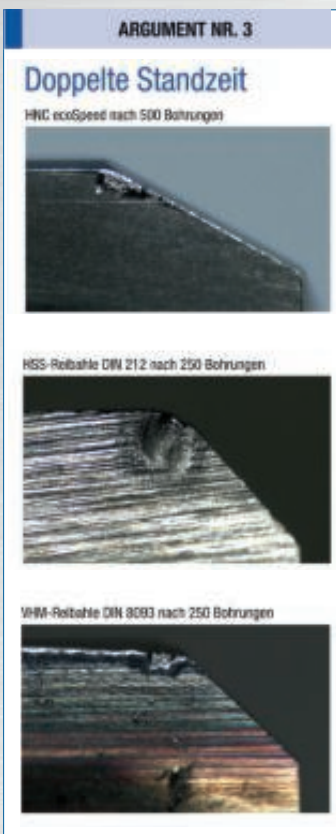 ARGUMENT NR. 3
Doppelte Standzeit
HNC ecoSpeed nach 500 Bohrungen
HSS-Reibahle DIN 212 nach 250 Bohrungen
VHM-Reibahle DIN 8093 nach 250 Bohrungen